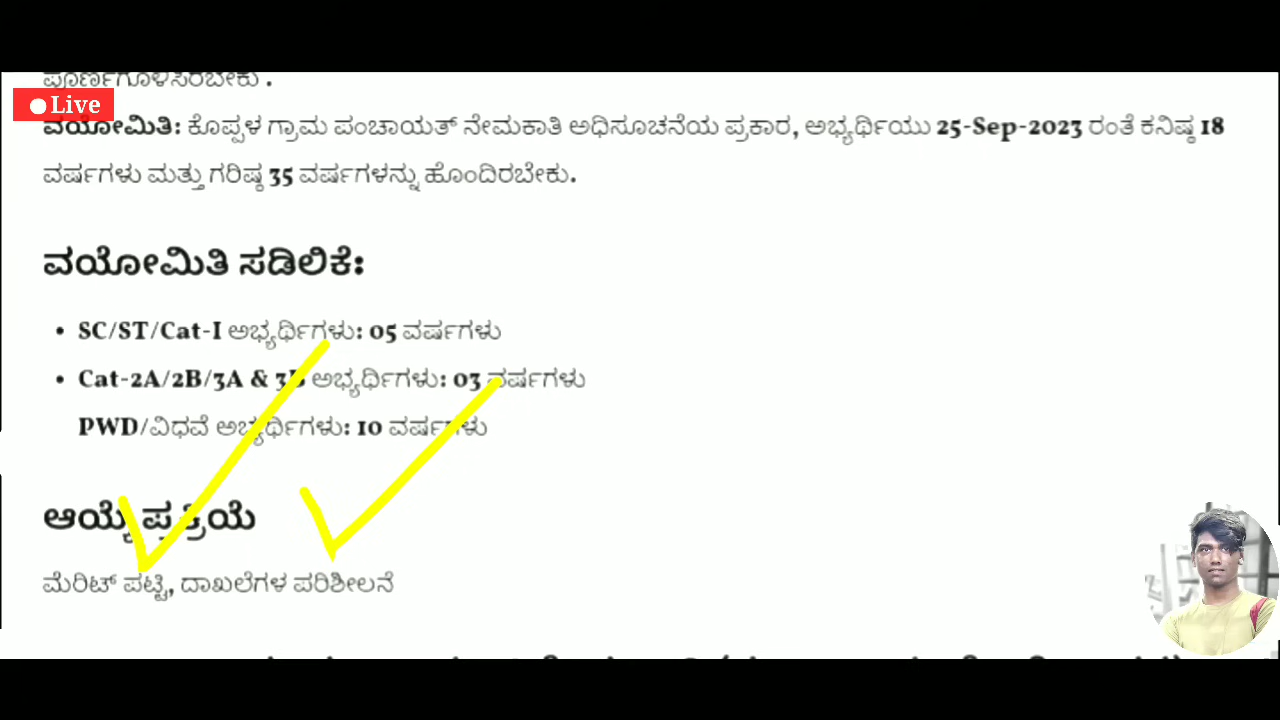 ಪೂರ್ಣಗೊಳಿಸಿರಬೇಕು .
Live
ವಯೋಮಿತಿ: ಕೊಪ್ಪಳ ಗ್ರಾಮ ಪಂಚಾಯತ್ ನೇಮಕಾತಿ ಅಧಿಸೂಚನೆಯ ಪ್ರಕಾರ, ಅಭ್ಯರ್ಥಿಯು 25-Sep-2023 ರಂತೆ ಕನಿಷ್ಠ 18
ವರ್ಷಗಳು ಮತ್ತು ಗರಿಷ್ಠ 35 ವರ್ಷಗಳನ್ನು ಹೊಂದಿರಬೇಕು.
ವಯೋಮಿತಿ ಸಡಿಲಿಕೆ:
• SC/ST/Cat-I ಅಭ್ಯರ್ಥಿಗಳು: 05 ವರ್ಷಗಳು
• Cat-2A/2B/3A & 3B ಅಭ್ಯರ್ಥಿಗಳು: 03 ವರ್ಷಗಳು
PWD/ವಿಧವೆ ಅಭ್ಯರ್ಥಿಗಳು: 10 ವರ್ಷಗಳು
ಆಯ್ಕೆ ಪ್ರಕ್ರಿಯೆ
ಮೆರಿಟ್ ಪಟ್ಟಿ, ದಾಖಲೆಗಳ ಪರಿಶೀಲನೆ